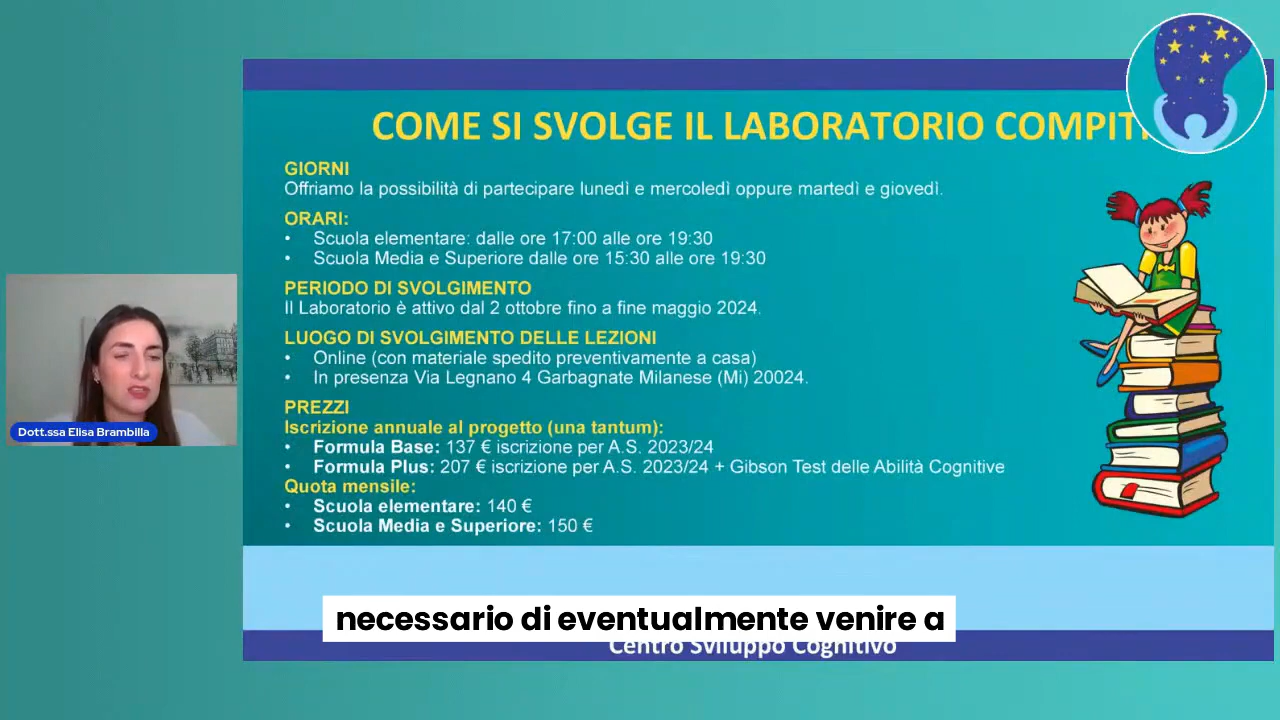 COME SI SVOLGE IL LABORATORIO COMPITI
GIORNI
Offriamo la possibilità di partecipare lunedì e mercoledì oppure martedì e giovedì.
ORARI:
• Scuola elementare: dalle ore 17:00 alle ore 19:30
• Scuola Media e Superiore dalle ore 15:30 alle ore 19:30
PERIODO DI SVOLGIMENTO
Il Laboratorio è attivo dal 2 ottobre fino a fine maggio 2024.
LUOGO DI SVOLGIMENTO DELLE LEZIONI
• Online (con materiale spedito preventivamente a casa)
• In presenza Via Legnano 4 Garbagnate Milanese (Mi) 20024.
PREZZI
Iscrizione annuale al progetto (una tantum):
• Formula Base: 137 € iscrizione per A.S. 2023/24
• Formula Plus: 207 € iscrizione per A.S. 2023/24 + Gibson Test delle Abilità Cognitive
Quota mensile:
• Scuola elementare: 140 €
• Scuola Media e Superiore: 150 €
Dott.ssa Elisa Brambilla
necessario di eventualmente venire a
Centro Sviluppo Cognitivo